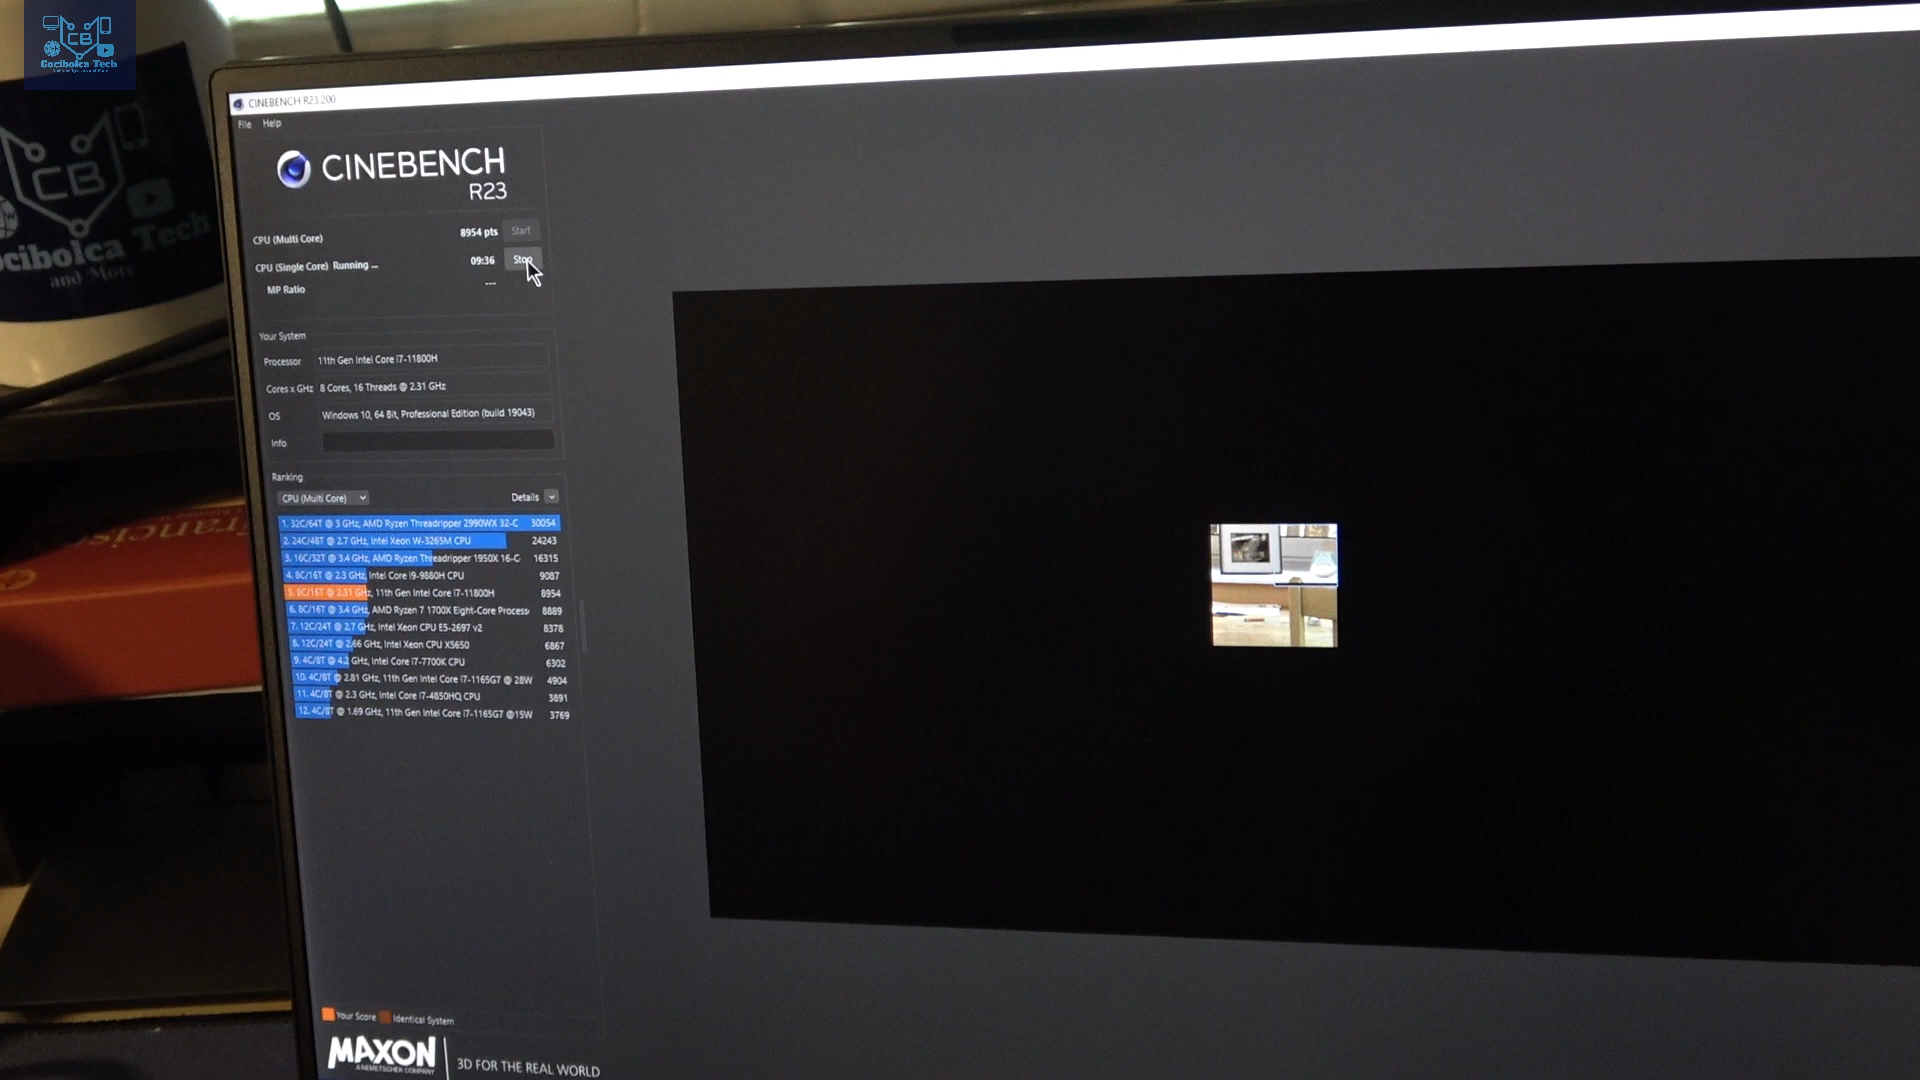 CB
Cocibolca Tech
CB
W
cibolca Tech
and More
Francis
CINEBENCH R23.200
File Help
CINEBENCH
R23
CPU (Multi Core) 8954 pts Start
CPU (Single Core) Running ... 09:36 Stop
MP Ratio ---
Your System
Processor 11th Gen Intel Core i7-11800H
Cores x GHz 8 Cores, 16 Threads @ 2.31 GHz
OS Windows 10, 64 Bit, Professional Edition (build 19043)
Info
Ranking
CPU (Multi Core) Details
1. 32C/64T @ 3 GHz, AMD Ryzen Threadripper 2990WX 32-C 30054
2. 24C/48T @ 2.7 GHz, Intel Xeon W-3265M CPU 24243
3. 16C/32T @ 3.4 GHz, AMD Ryzen Threadripper 1950X 16-C 16315
4. 8C/16T @ 2.3 GHz, Intel Core i9-9880H CPU 9087
5. 8C/16T @ 2.31 GHz, 11th Gen Intel Core i7-11800H 8954
6. 8C/16T @ 3.4 GHz, AMD Ryzen 7 1700X Eight-Core Process 8889
7. 12C/24T @ 2.7 GHz, Intel Xeon CPU E5-2697 v2 8378
8. 12C/24T @ 2.66 GHz, Intel Xeon CPU X5650 6867
9. 4C/8T @ 4.2 GHz, Intel Core i7-7700K CPU 6302
10. 4C/8T @ 2.81 GHz, 11th Gen Intel Core i7-1165G7 @ 28W 4904
11. 4C/8T @ 2.3 GHz, Intel Core i7-4850HQ CPU 3891
12. 4C/8T @ 1.69 GHz, 11th Gen Intel Core i7-1165G7 @15W 3769
Your Score Identical System
MAXON
A NEMETSCHEK COMPANY
3D FOR THE REAL WORLD